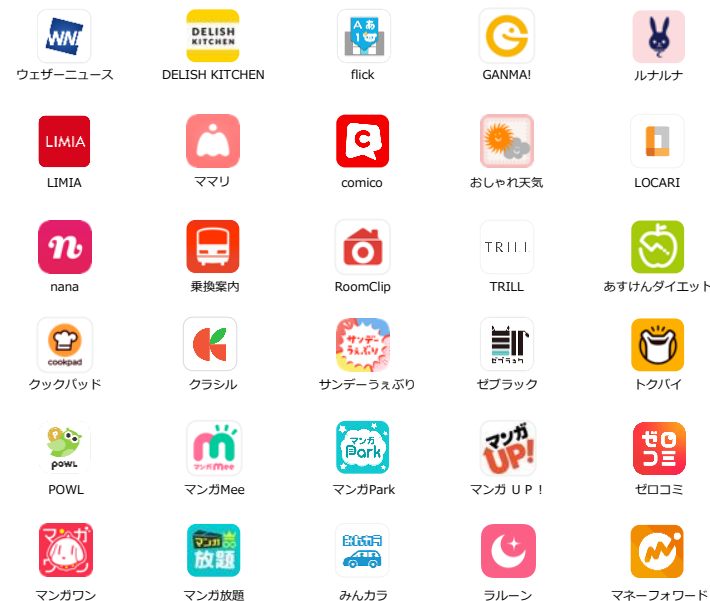 WN
DELISH
KITCHEN
A あ
1
ウェザーニュース
DELISH KITCHEN
flick
GANMA!
ルナルナ
LIMIA
LIMIA
ママリ
comico
おしゃれ天気
LOCARI
n
TRILL
nana
乗換案内
RoomClip
TRILL
あすけんダイエット
cookpad
サンデー
うぇぶり
ゼブラック
クックパッド
クラシル
サンデーうぇぶり
ゼブラック
トクバイ
P
POWL
m
マンガMee
マンガ
Park
マンガ
UP!
ゼロ
コミ
POWL
マンガMee
マンガPark
マンガ UP!
ゼロコミ
マンガ
ワン
マンガ
放題
マンガワン
マンガ放題
みんカラ
ラルーン
マネーフォワード